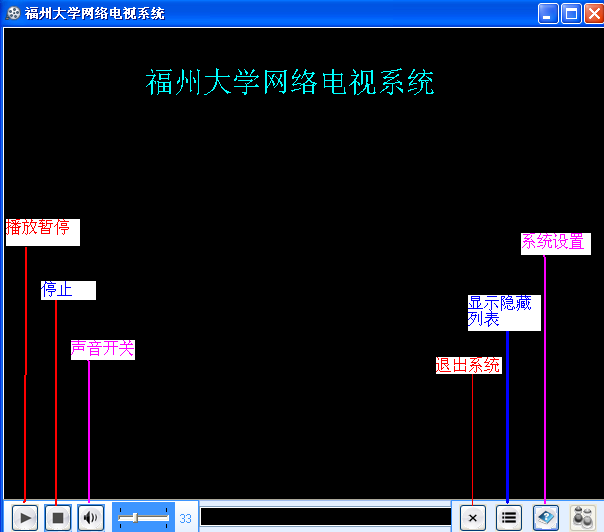 福州大学网络电视系统
福州大学网络电视系统
播放暂停
系统设置
停止
显示隐藏
列表
声音开关
退出系统
33